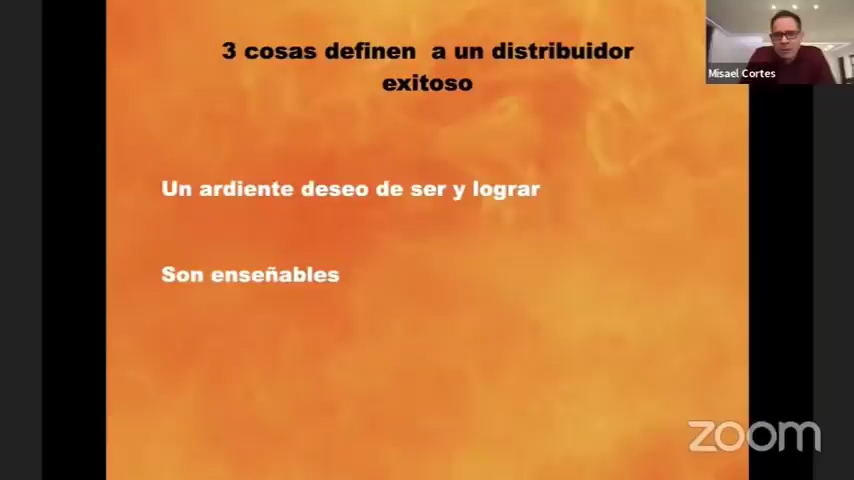 3 cosas definen a un distribuidor
exitoso
Misael Cortes
Un ardiente deseo de ser y lograr
Son enseñables
zoom